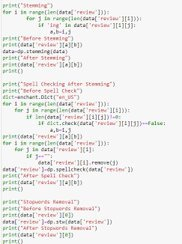 print("Stemming")
for i in range(len(data['review'])):
    for j in range(len(data['review'][i])):
        if 'ing' in data['review'][i][j]:
            a,b=i,j
print("Before Stemming")
print(data['review'][a][b])
data=dp.stemming(data)
print("After Stemming")
print(data['review'][a][b])
print()

print("Spell Checking After Stemming")
print("Before Spell Check")
dict=enchant.Dict("en_US")
for i in range(len(data['review'])):
    for j in range(len(data['review'][i])):
        if len(data['review'][i][j])!=0:
            if dict.check(data['review'][i][j])==False:
                a,b=i,j
print(data['review'][a][b])
for i in range(len(data['review'])):
    for j in data['review'][i]:
        if j=="":
            data['review'][i].remove(j)
data['review']=dp.spellcheck(data['review'])
print("After Spell Check")
print(data['review'][a][b])
print()

print("Stopwords Removal")
print("Before Stopwords Removal")
print(data['review'][0])
data['review']=dp.stw(data['review'])
print("After Stopwords Removal")
print(data['review'][0])
print()